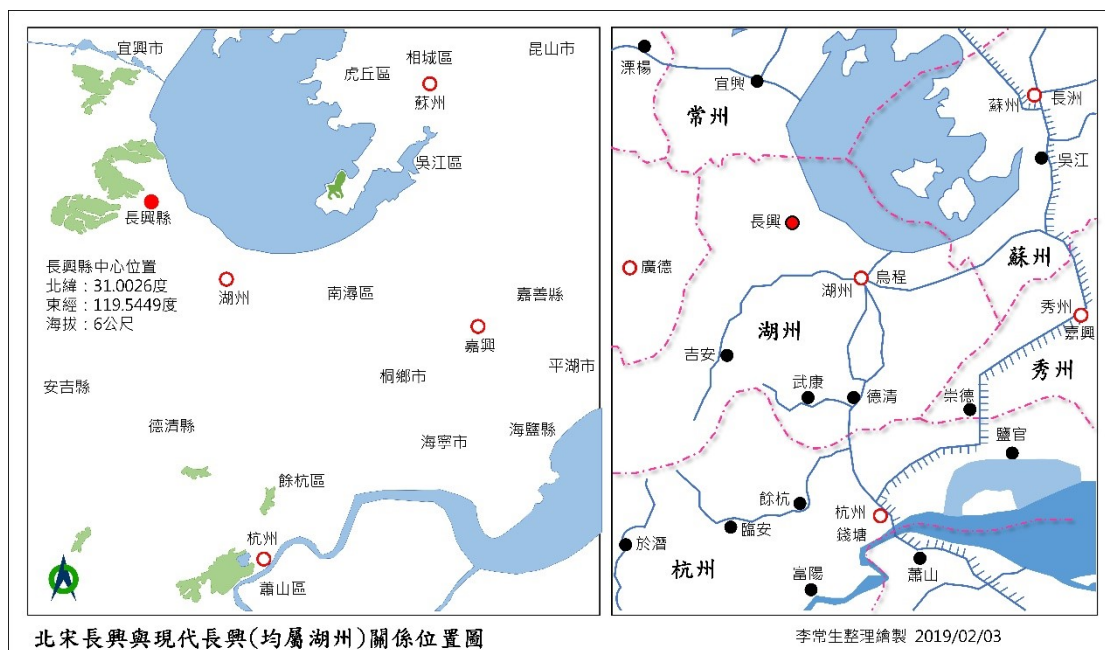 宜興市
相城區
昆山市
虎丘區
蘇州
吳江區
長興縣
長興縣中心位置
北緯：31.0026度
東經：119.5449度
海拔：6公尺
湖州
南潯區
嘉善縣
嘉興
平湖市
安吉縣
桐鄉市
德清縣
海寧市
海鹽縣
餘杭區
杭州
蕭山區
北宋長興與現代長興(均屬湖州)關係位置圖
溧楊
宜興
常州
蘇州
長洲
吳江
長興
廣德
蘇州
烏程
湖州
秀州
嘉興
湖州
吉安
秀州
武康
德清
崇德
鹽官
餘杭
杭州
錢塘
臨安
於潛
杭州
富陽
蕭山
李常生整理繪製 2019/02/03